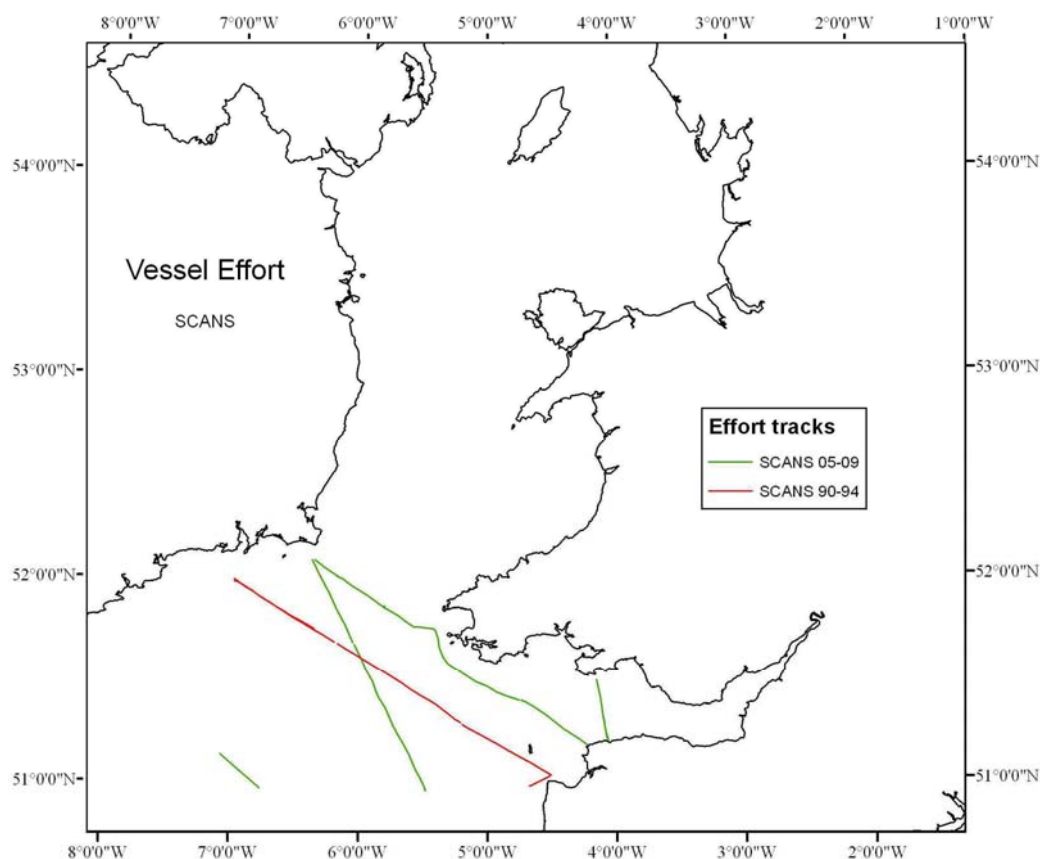 8°0'0"W 7°0'0"W 6°0'0"W 5°0'0"W 4°0'0"W 3°0'0"W 2°0'0"W 1°0'0"W
54°0'0"N 54°0'0"N
Vessel Effort
SCANS
53°0'0"N 53°0'0"N
Effort tracks
SCANS 05-09
SCANS 90-94
52°0'0"N 52°0'0"N
51°0'0"N 51°0'0"N
8°0'0"W 7°0'0"W 6°0'0"W 5°0'0"W 4°0'0"W 3°0'0"W 2°0'0"W